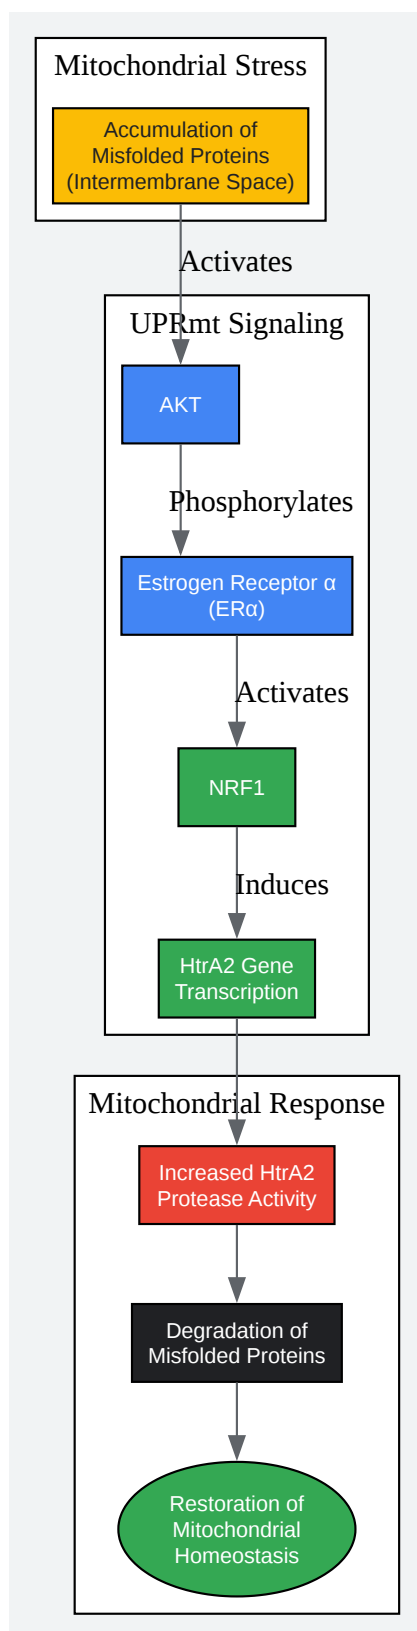 Mitochondrial Stress
Accumulation of
Misfolded Proteins
(Intermembrane Space)
Activates
UPRmt Signaling
AKT
Phosphorylates
Estrogen Receptor α
(ERα)
Activates
NRF1
Induces
HtrA2 Gene
Transcription
Mitochondrial Response
Increased HtrA2
Protease Activity
Degradation of
Misfolded Proteins
Restoration of
Mitochondrial
Homeostasis